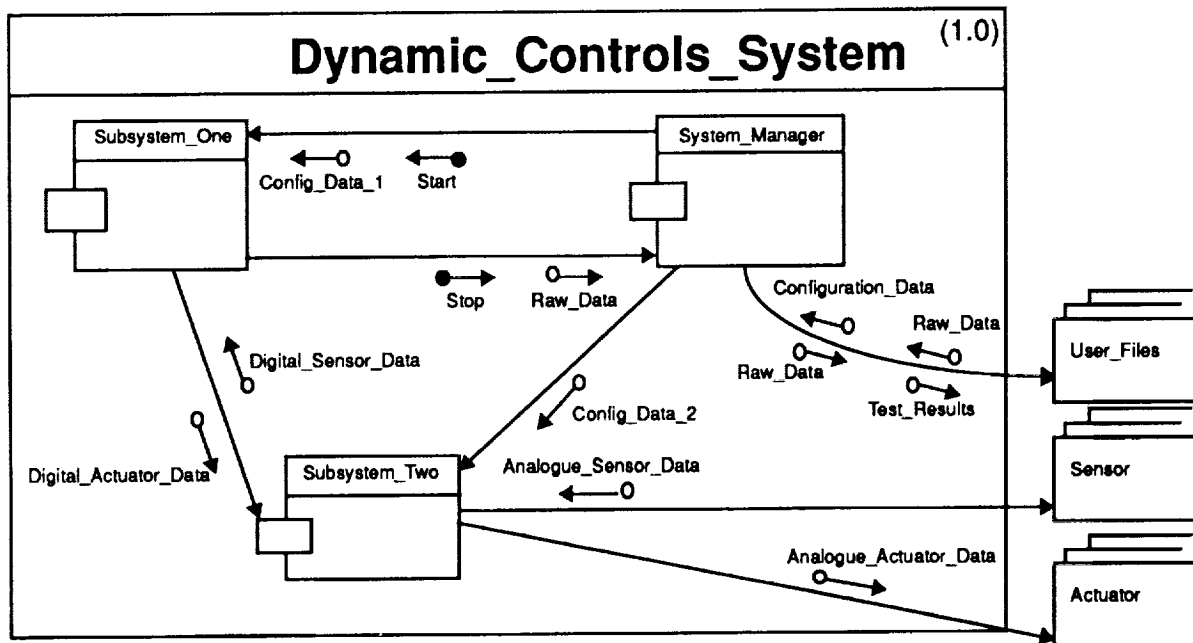 (1.0)
Dynamic_Controls_System
Subsystem_One
System_Manager
Config_Data_1
Start
Stop
Raw_Data
Configuration_Data
Raw_Data
User_Files
Raw_Data
Test_Results
Digital_Sensor_Data
Config_Data_2
Digital_Actuator_Data
Subsystem_Two
Analogue_Sensor_Data
Sensor
Analogue_Actuator_Data
Actuator